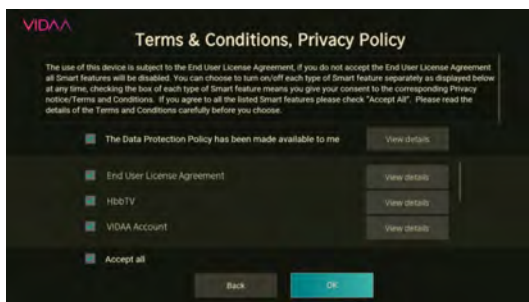 VIDAA
Terms & Conditions, Privacy Policy
The use of this device is subject to the End User License Agreement, if you do not accept the End User License Agreement
all Smart features will be disabled. You can choose to turn on/off each type of Smart feature separately as displayed below
at any time, checking the box of each type of Smart feature means you give your consent to the corresponding Privacy
notice/Terms and Conditions. If you agree to all the listed Smart features please check "Accept All". Please read the
details of the Terms and Conditions carefully before you choose.
The Data Protection Policy has been made available to me View details
End User License Agreement View details
HbbTV View details
VIDAA Account View details
Accept all
Back OK